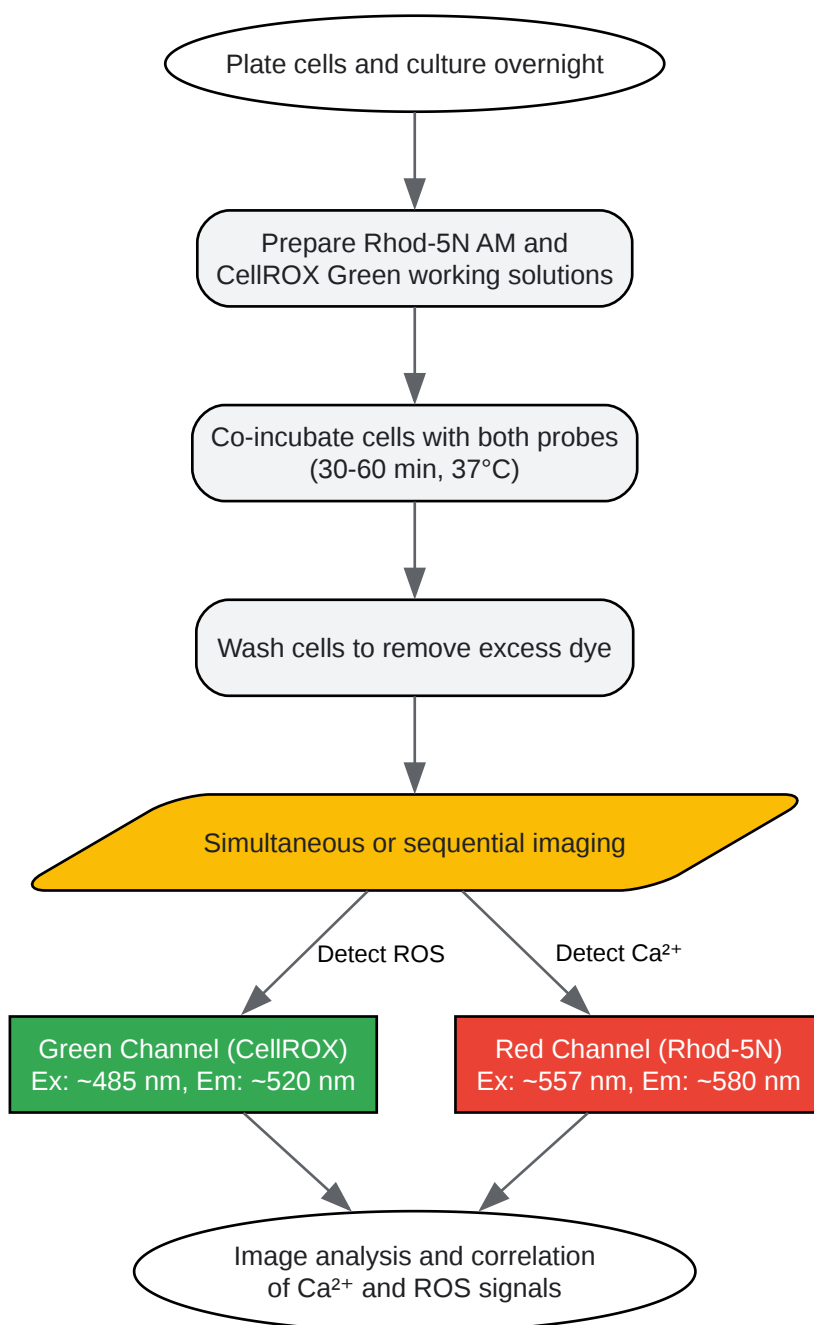 Plate cells and culture overnight
Prepare Rhod-5N AM and
CellROX Green working solutions
Co-incubate cells with both probes
(30-60 min, 37°C)
Wash cells to remove excess dye
Simultaneous or sequential imaging
Detect ROS
Detect Ca²⁺
Green Channel (CellROX)
Ex: ~485 nm, Em: ~520 nm
Red Channel (Rhod-5N)
Ex: ~557 nm, Em: ~580 nm
Image analysis and correlation
of Ca²⁺ and ROS signals